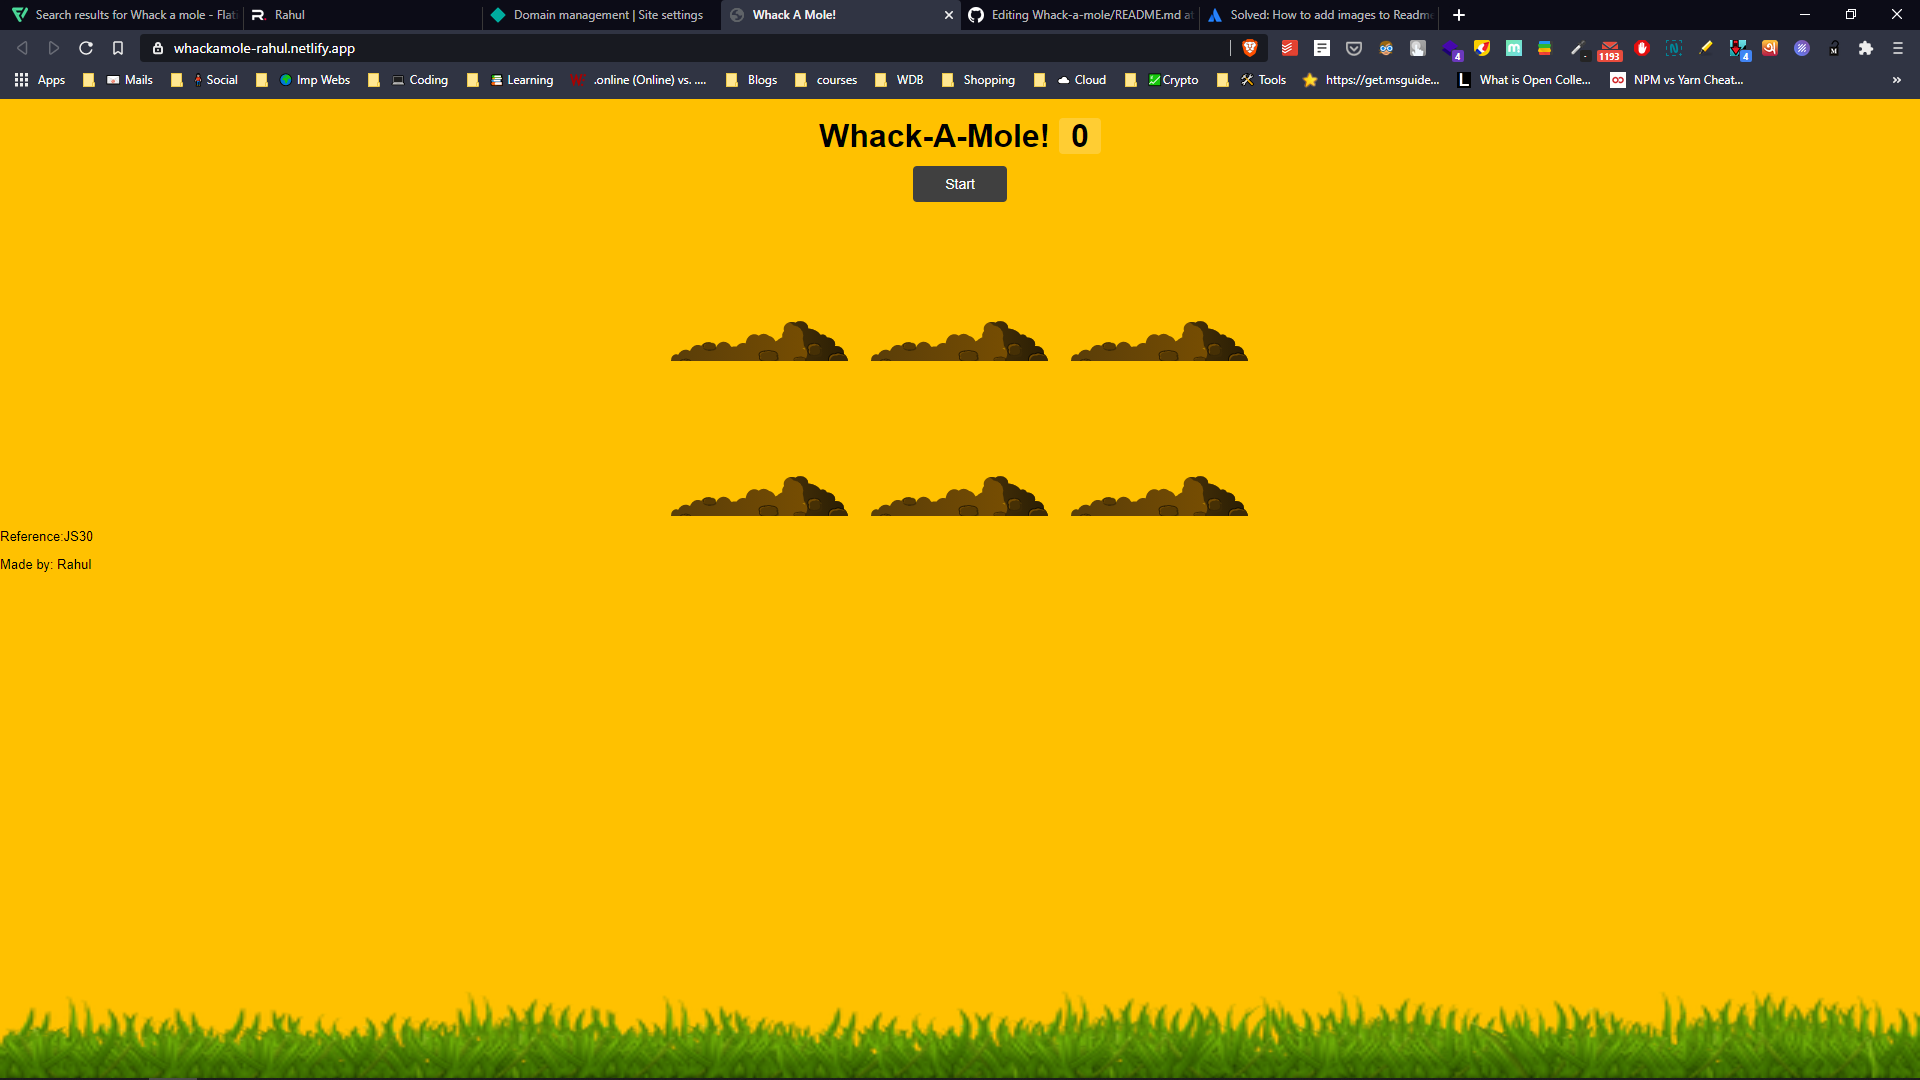 Search results for Whack a mole - Flat
Rahul
Domain management | Site settings
Whack A Mole!
Editing Whack-a-mole/README.md at
Solved: How to add images to Readme
whackamole-rahul.netlify.app
4
1193
4
Apps
Mails
Social
Imp Webs
Coding
Learning
.online (Online) vs. ....
Blogs
courses
WDB
Shopping
Cloud
Crypto
Tools
https://get.msguide...
What is Open Colle...
NPM vs Yarn Cheat...
»
Whack-A-Mole! 0
Start
Reference:JS30
Made by: Rahul